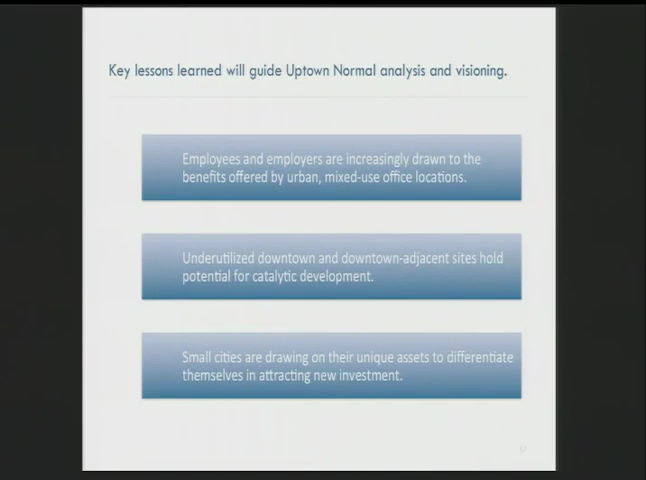 Key lessons learned will guide Uptown Normal analysis and visioning.
Employees and employers are increasingly drawn to the
benefits offered by urban, mixed-use office locations.
Underutilized downtown and downtown-adjacent sites hold
potential for catalytic development.
Small cities are drawing on their unique assets to differentiate
themselves in attracting new investment.